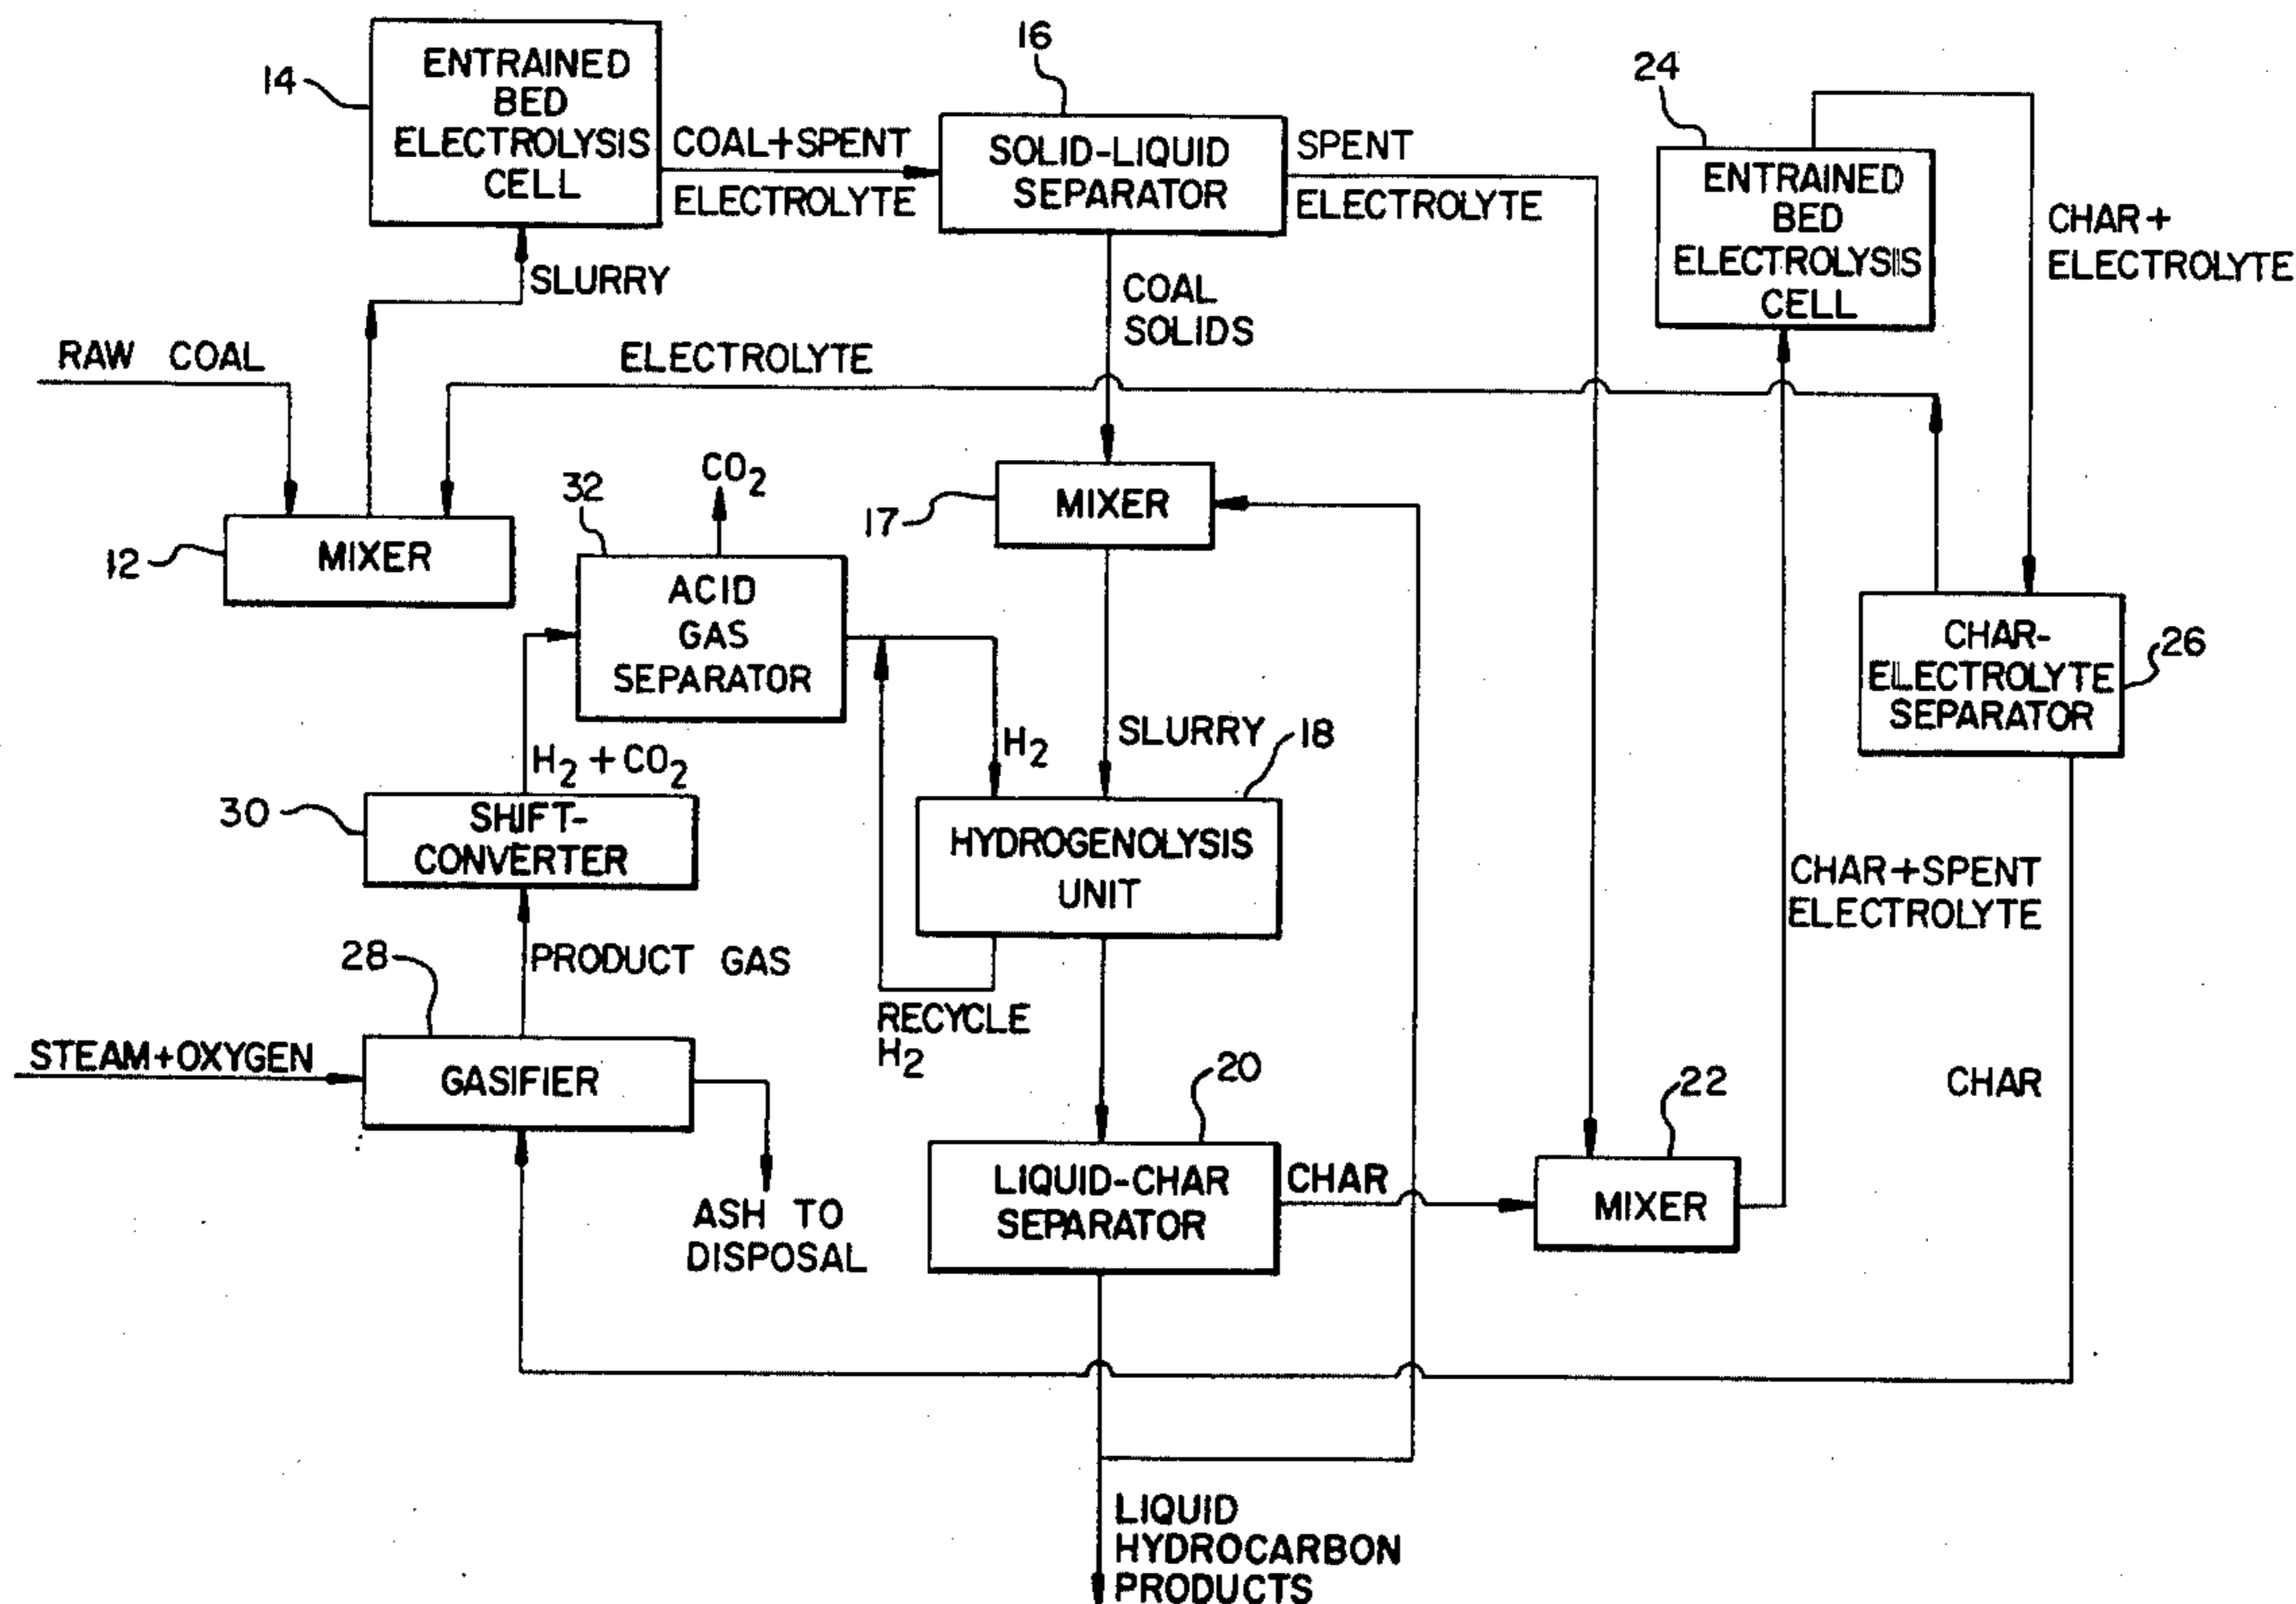 14
ENTRAINED
BED
ELECTROLYSIS
CELL
COAL+SPENT
ELECTROLYTE
16
SOLID-LIQUID
SEPARATOR
SPENT
ELECTROLYTE
24
ENTRAINED
BED
ELECTROLYSIS
CELL
CHAR+
ELECTROLYTE
SLURRY
COAL
SOLIDS
RAW COAL
ELECTROLYTE
12
MIXER
32
CO2
ACID
GAS
SEPARATOR
17
MIXER
CHAR-
ELECTROLYTE
SEPARATOR
26
H2 + CO2
H2
SLURRY
18
30
SHIFT-
CONVERTER
HYDROGENOLYSIS
UNIT
CHAR+SPENT
ELECTROLYTE
28
PRODUCT GAS
RECYCLE
H2
STEAM+OXYGEN
GASIFIER
20
22
CHAR
ASH TO
DISPOSAL
LIQUID-CHAR
SEPARATOR
CHAR
MIXER
LIQUID
HYDROCARBON
PRODUCTS